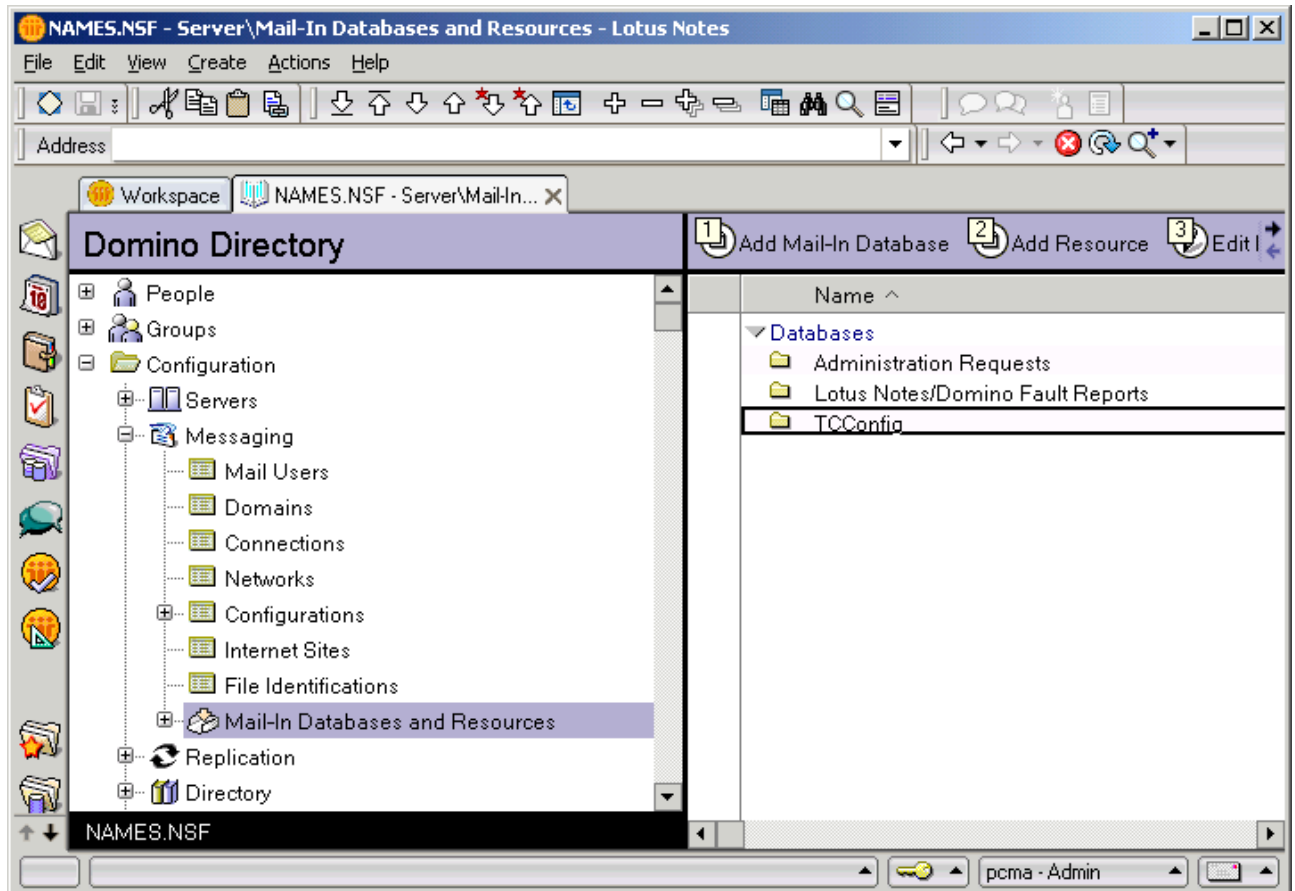 NAMES.NSF - Server\Mail-In Databases and Resources - Lotus Notes
File Edit View Create Actions Help
Address
Workspace NAMES.NSF - Server\Mail-In...
Domino Directory
1 Add Mail-In Database 2 Add Resource 3 Edit
People
Groups
Configuration
Servers
Messaging
Mail Users
Domains
Connections
Networks
Configurations
Internet Sites
File Identifications
Mail-In Databases and Resources
Replication
Directory
NAMES.NSF
Name
Databases
Administration Requests
Lotus Notes/Domino Fault Reports
TCConfig
pcma - Admin